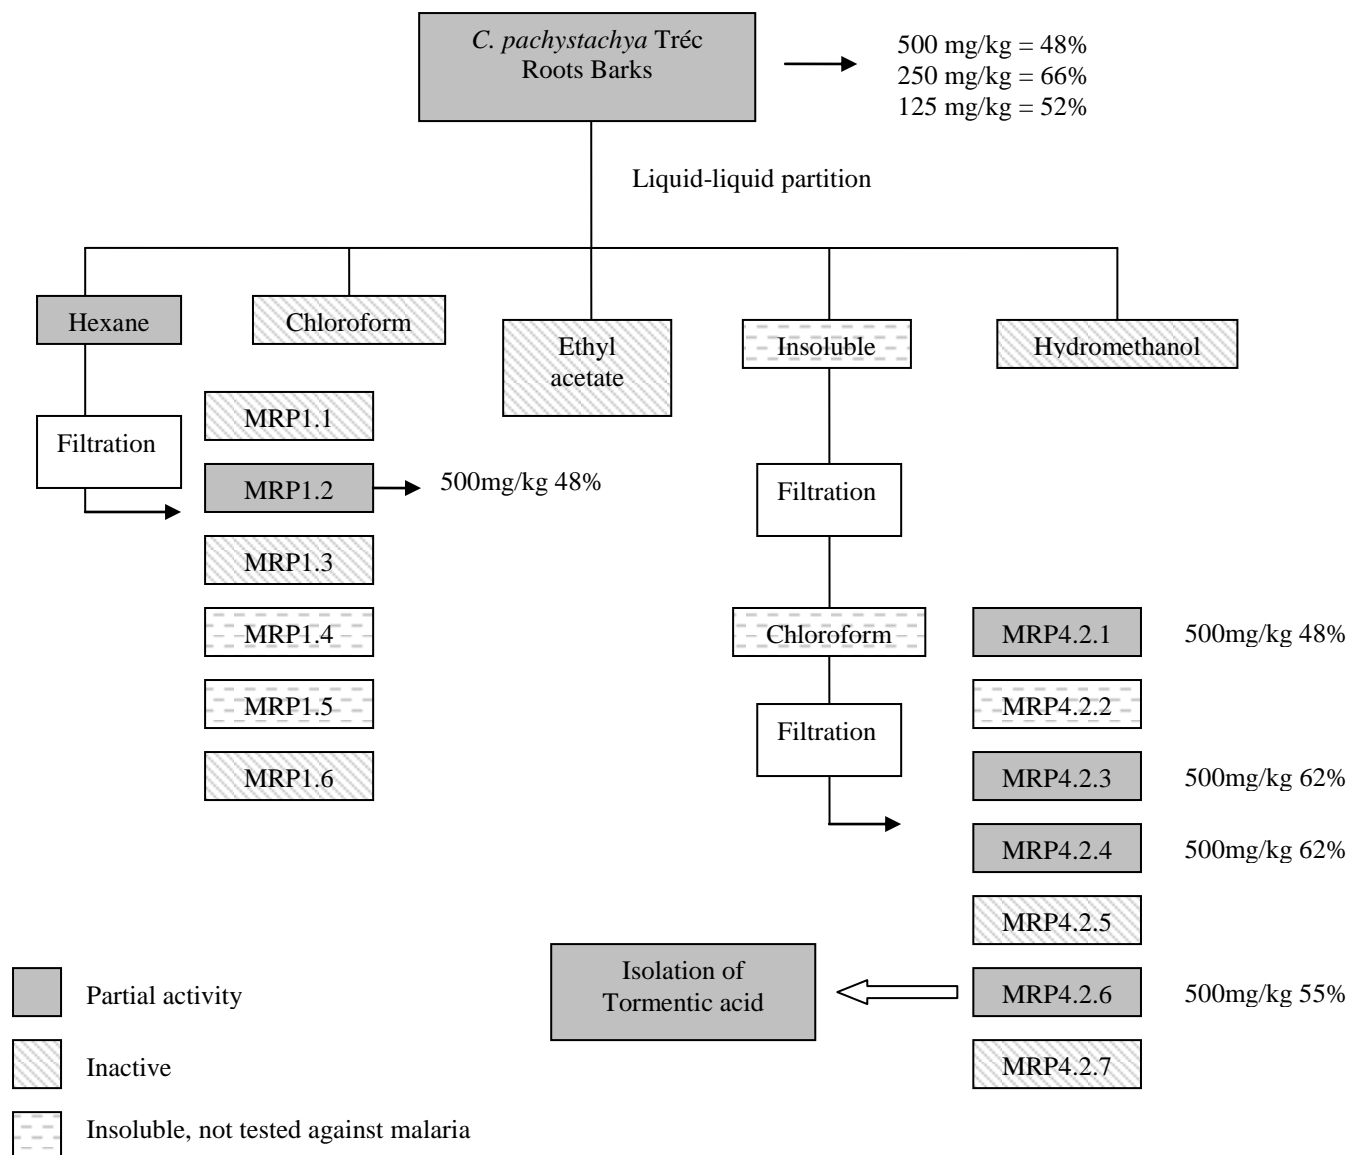 C. pachystachya Tréc
Roots Barks
500 mg/kg = 48%
250 mg/kg = 66%
125 mg/kg = 52%
Liquid-liquid partition
Hexane
Chloroform
Ethyl
acetate
Insoluble
Hydromethanol
Filtration
MRP1.1
MRP1.2
500mg/kg 48%
MRP1.3
MRP1.4
MRP1.5
MRP1.6
Filtration
Chloroform
Filtration
MRP4.2.1
500mg/kg 48%
MRP4.2.2
MRP4.2.3
500mg/kg 62%
MRP4.2.4
500mg/kg 62%
MRP4.2.5
MRP4.2.6
500mg/kg 55%
MRP4.2.7
Isolation of
Tormentic acid
Partial activity
Inactive
Insoluble, not tested against malaria